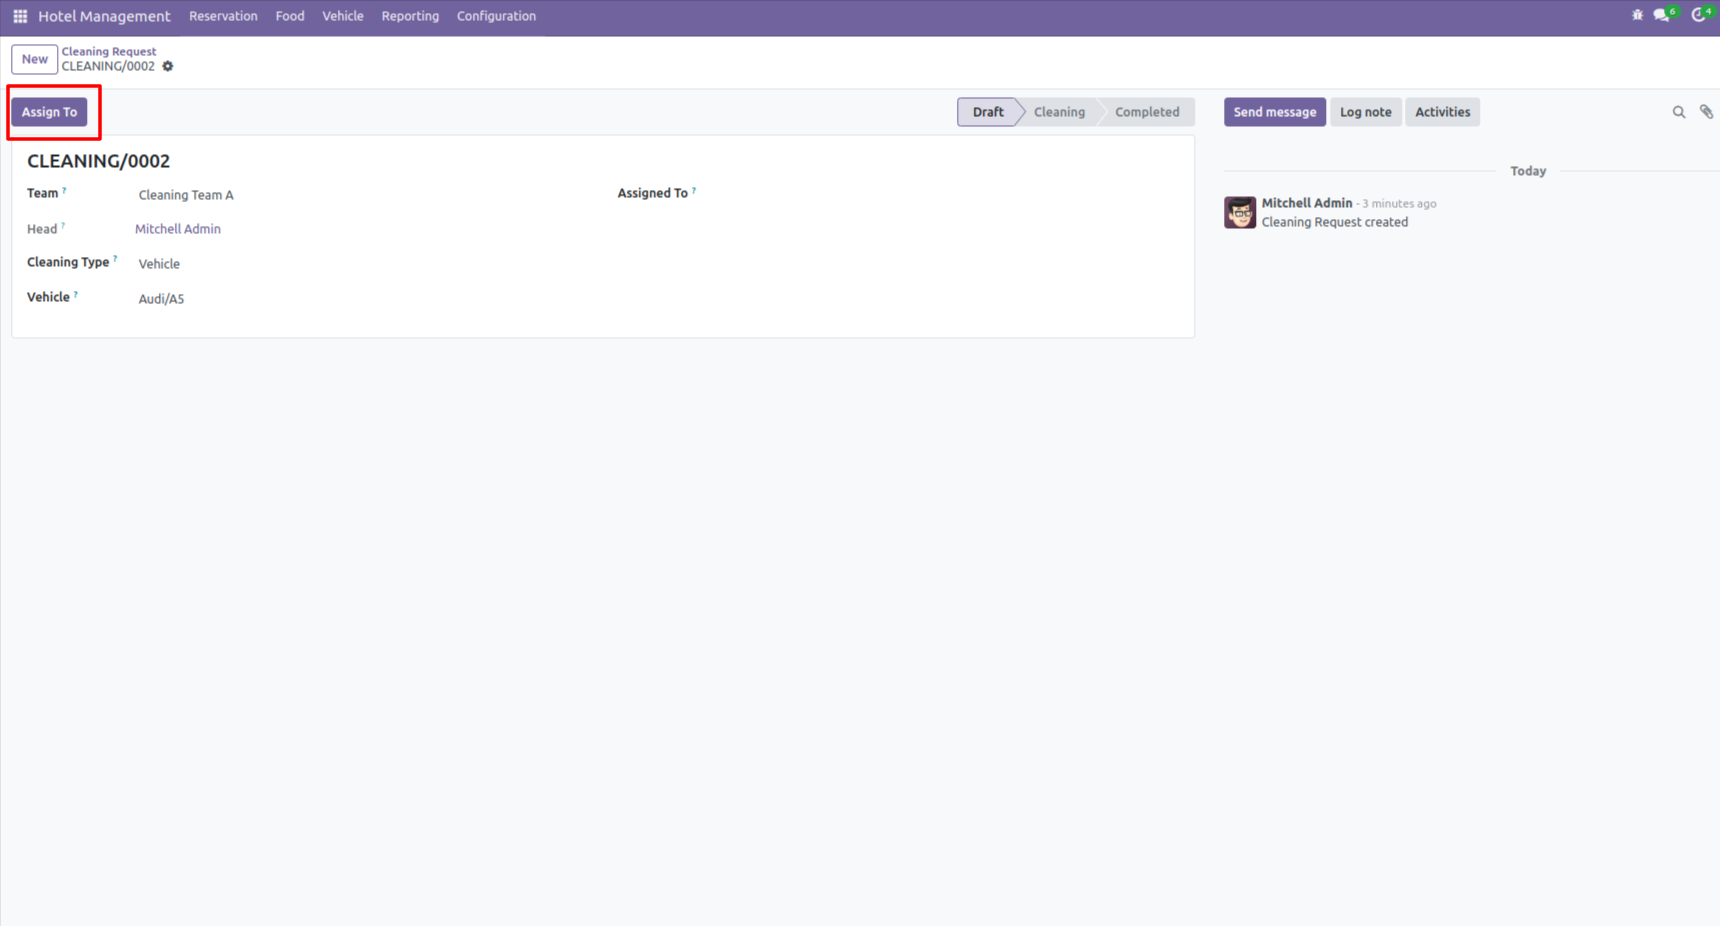 Hotel Management Reservation Food Vehicle Reporting Configuration 6 4
New Cleaning Request
CLEANING/0002
Assign To Draft Cleaning Completed Send message Log note Activities
CLEANING/0002
Today
Team ? Cleaning Team A Assigned To ?
Mitchell Admin - 3 minutes ago
Cleaning Request created
Head ? Mitchell Admin
Cleaning Type ? Vehicle
Vehicle ? Audi/A5